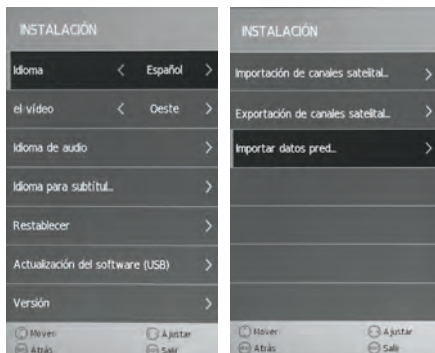 INSTALACIÓN
Idioma < Español >
el vídeo < Oeste >
Idioma de audio >
Idioma para subtítul... >
Restablecer >
Actualización del software (USB) >
Versión >
Mover Ajustar
Atrás Salir
INSTALACIÓN
Importación de canales satelital... >
Exportación de canales satelital... >
Importar datos pred... >
Mover Ajustar
Atrás Salir